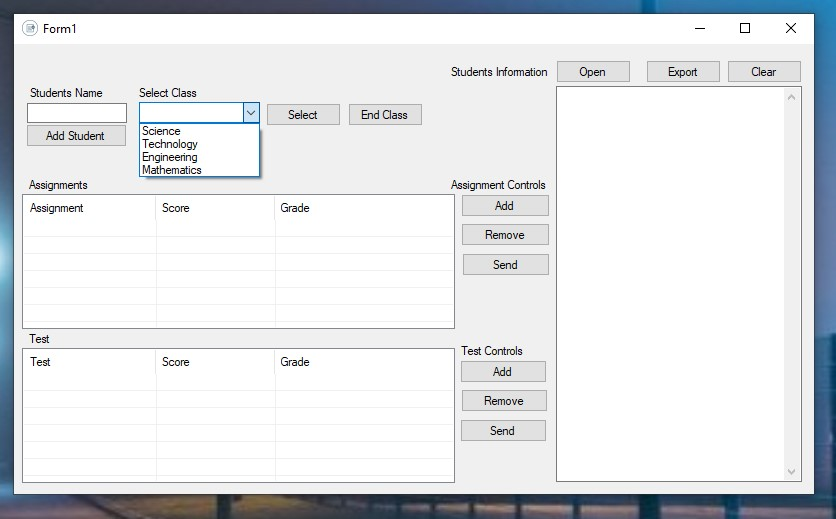 Form1
Students Information
Open
Export
Clear
Students Name
Select Class
Select
End Class
Add Student
Science
Technology
Engineering
Mathematics
Assignments
Assignment Controls
Assignment Score Grade
Add
Remove
Send
Test
Test Controls
Test Score Grade
Add
Remove
Send